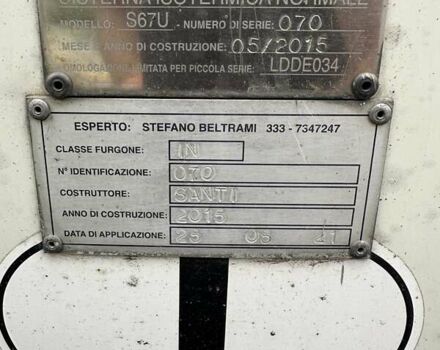 CISTERNA ISOTERMICA NORMALE
MODELLO: S67U - NUMERO DI SERIE: 070
MESE E ANNO DI COSTRUZIONE: 05/2015
OMOLOGAZIONE LIMITATA PER PICCOLA SERIE: LDDE034
ESPERTO: STEFANO BELTRAMI 333 - 7347247
CLASSE FURGONE: IN
N° IDENTIFICAZIONE: 070
COSTRUTTORE: SANTI
ANNO DI COSTRUZIONE: 2015
DATA DI APPLICAZIONE: 25 05 21